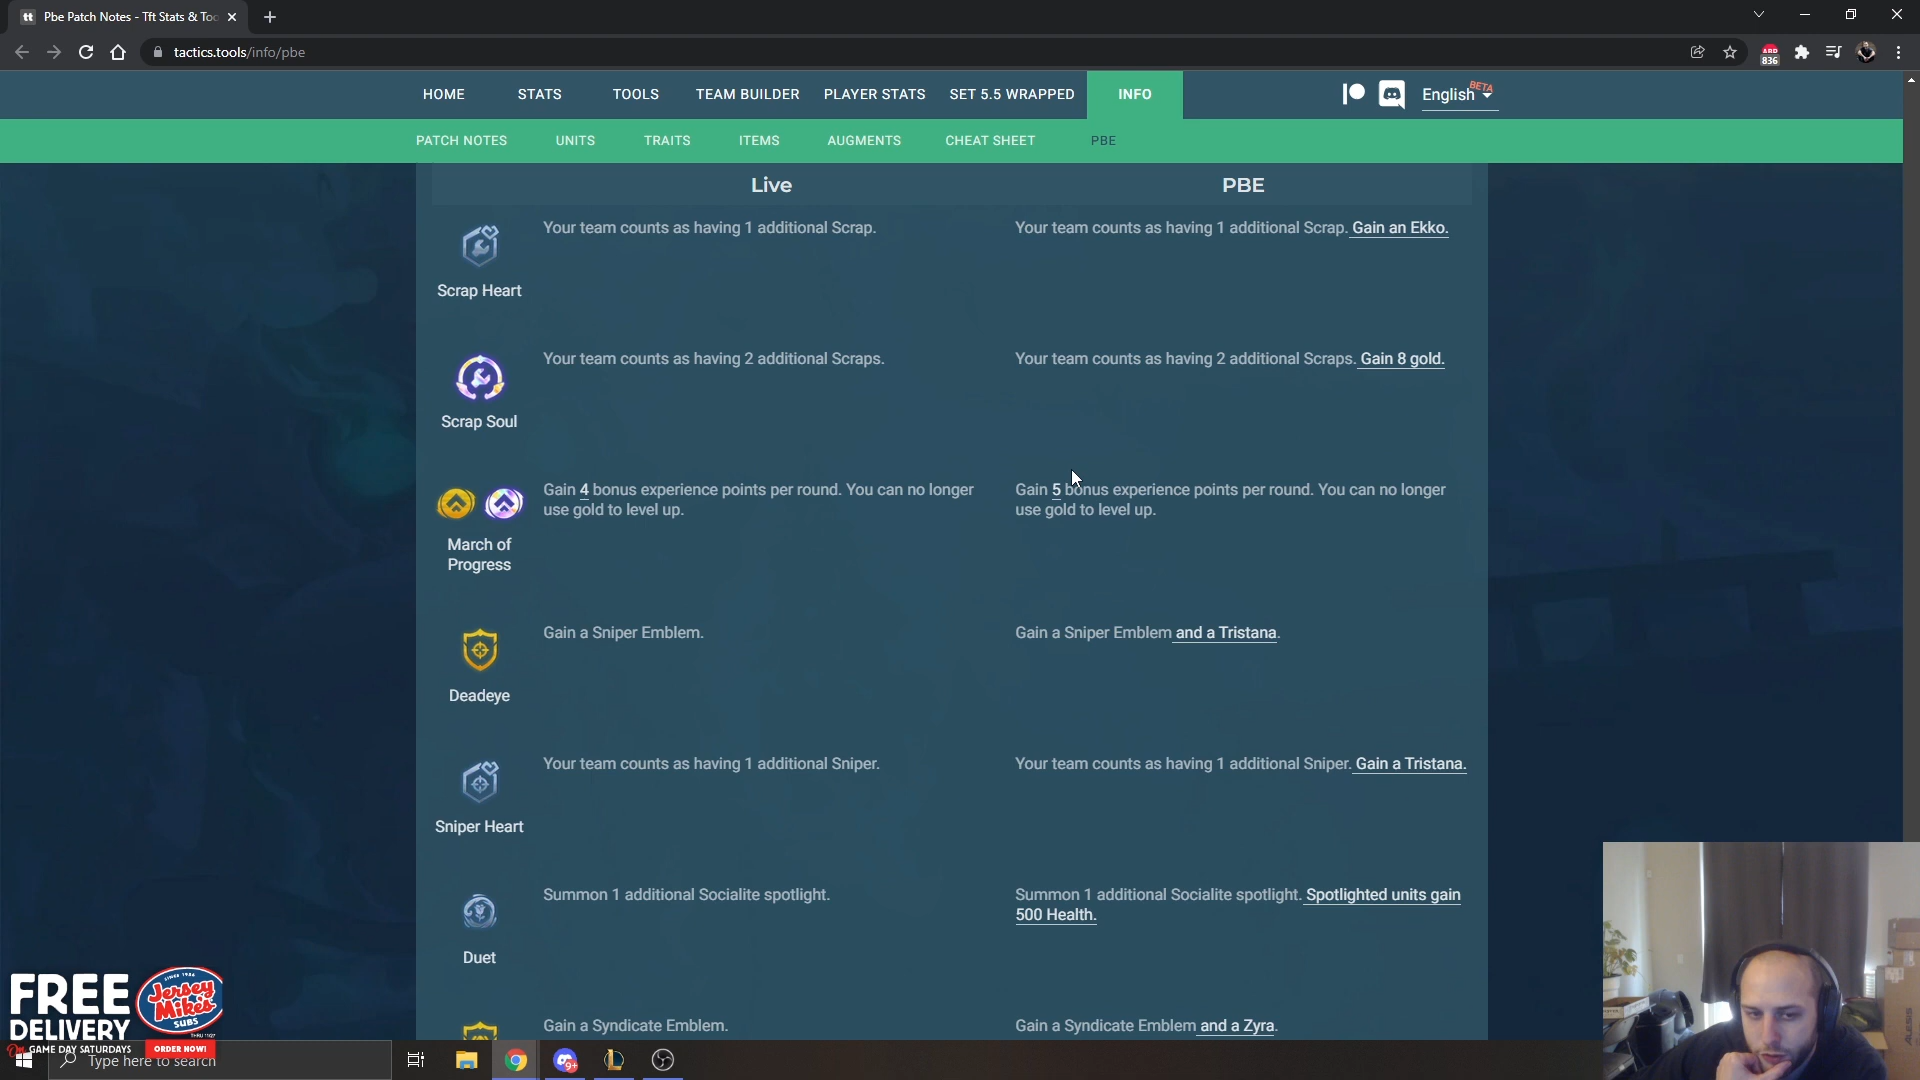 Pbe Patch Notes - Tft Stats & Too
tactics.tools/info/pbe
ABD
836
HOME
STATS
TOOLS
TEAM BUILDER
PLAYER STATS
SET 5.5 WRAPPED
INFO
English
BETA
PATCH NOTES
UNITS
TRAITS
ITEMS
AUGMENTS
CHEAT SHEET
PBE
Live
PBE
Your team counts as having 1 additional Scrap.
Your team counts as having 1 additional Scrap. Gain an Ekko.
Scrap Heart
Your team counts as having 2 additional Scraps.
Your team counts as having 2 additional Scraps. Gain 8 gold.
Scrap Soul
Gain 4 bonus experience points per round. You can no longer
use gold to level up.
Gain 5 bonus experience points per round. You can no longer
use gold to level up.
March of
Progress
Gain a Sniper Emblem.
Gain a Sniper Emblem and a Tristana.
Deadeye
Your team counts as having 1 additional Sniper.
Your team counts as having 1 additional Sniper. Gain a Tristana.
Sniper Heart
Summon 1 additional Socialite spotlight.
Summon 1 additional Socialite spotlight. Spotlighted units gain
500 Health.
Duet
Gain a Syndicate Emblem.
Gain a Syndicate Emblem and a Zyra.
FREE
DELIVERY
On GAME DAY SATURDAYS
SINCE 1956
Jersey
Mike's
SUBS
THRU 11/27
ORDER NOW!
Type here to search
9+